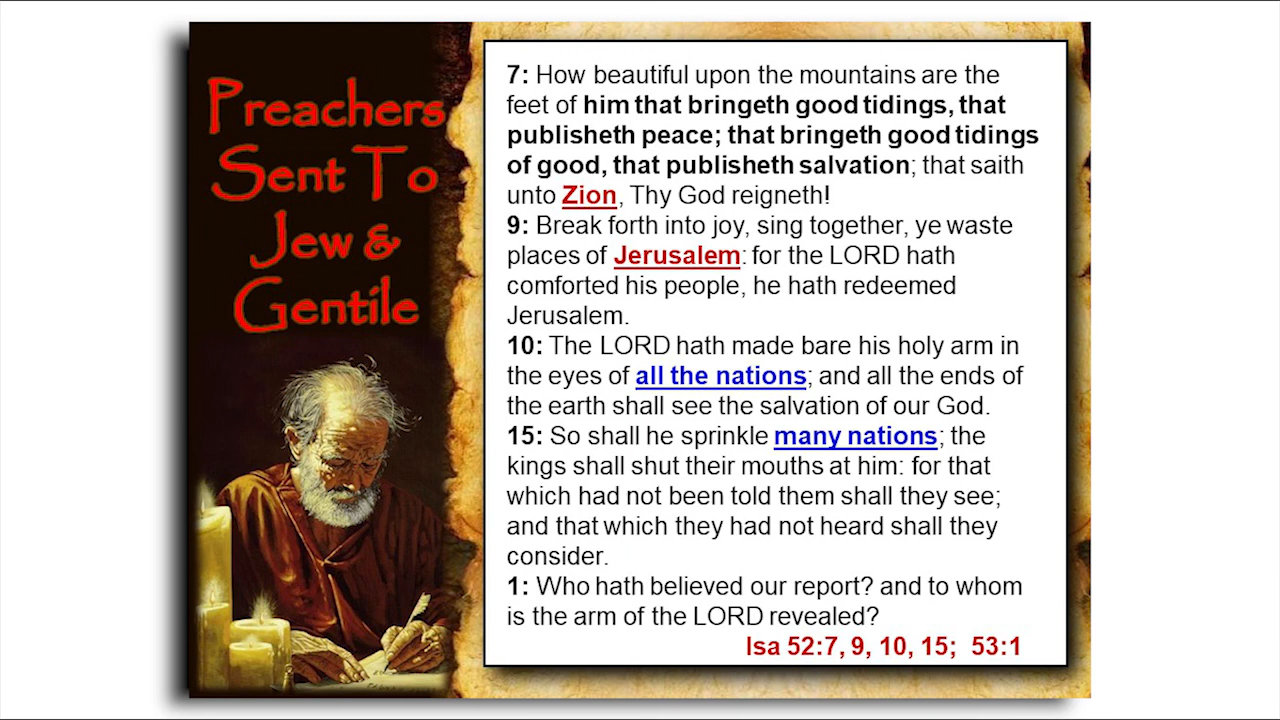 Preachers
Sent To
Jew &
Gentile
7: How beautiful upon the mountains are the
feet of him that bringeth good tidings, that
publisheth peace; that bringeth good tidings
of good, that publisheth salvation; that saith
unto Zion, Thy God reigneth!
9: Break forth into joy, sing together, ye waste
places of Jerusalem: for the LORD hath
comforted his people, he hath redeemed
Jerusalem.
10: The LORD hath made bare his holy arm in
the eyes of all the nations; and all the ends of
the earth shall see the salvation of our God.
15: So shall he sprinkle many nations; the
kings shall shut their mouths at him: for that
which had not been told them shall they see;
and that which they had not heard shall they
consider.
1: Who hath believed our report? and to whom
is the arm of the LORD revealed?
Isa 52:7, 9, 10, 15; 53:1